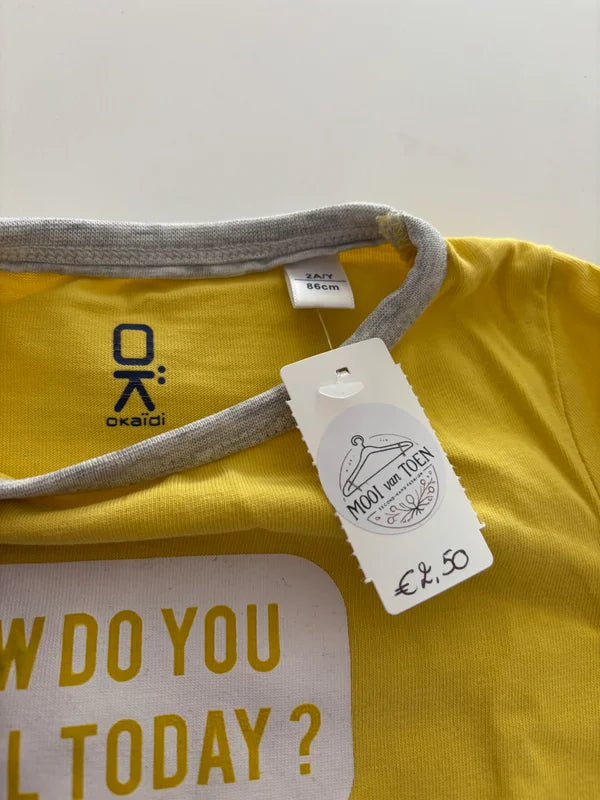 2A/Y
86cm
OK
oKaïdi
MOOI van TOEN
SECOND HAND FASHION
€2,50
W DO YOU
L TODAY?